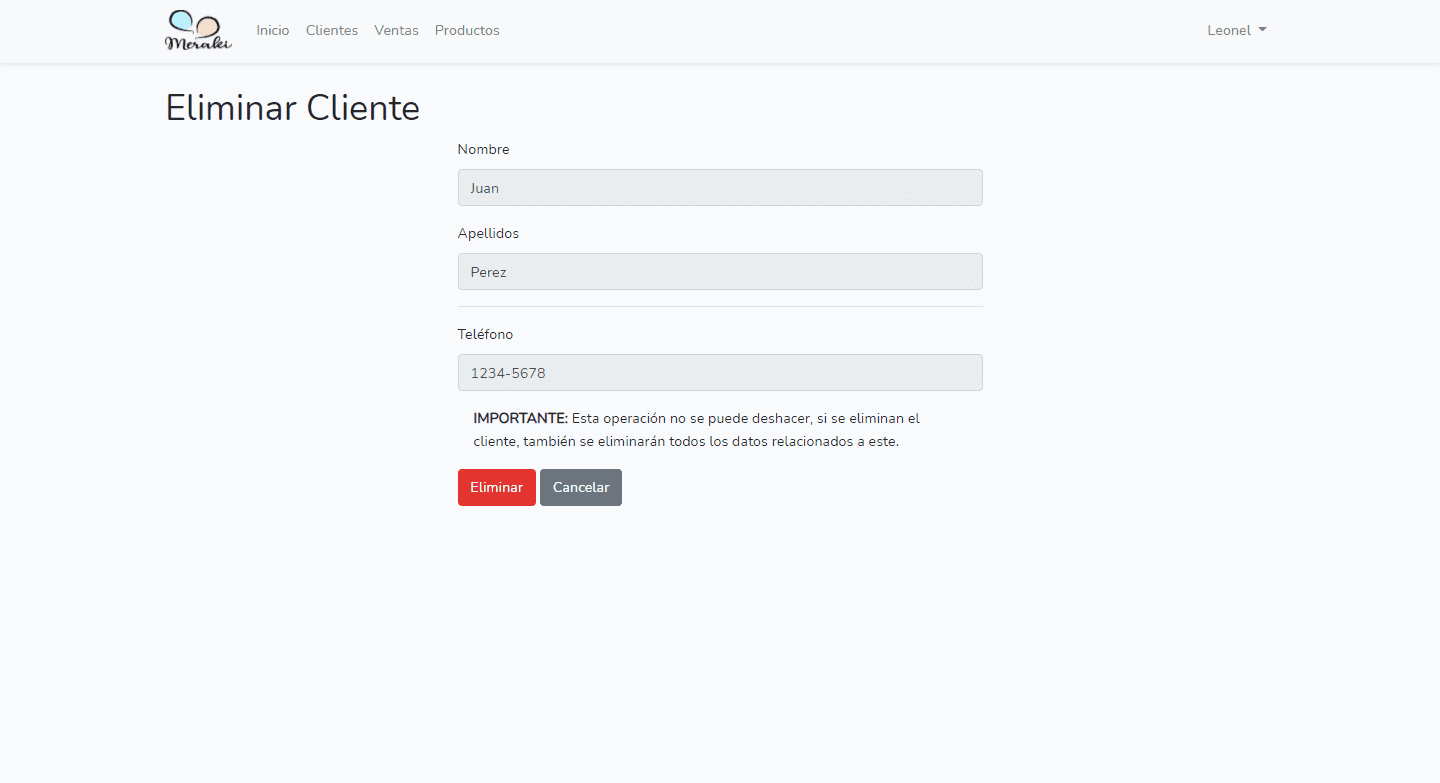 Meraki
Inicio Clientes Ventas Productos Leonel
Eliminar Cliente
Nombre
Juan
Apellidos
Perez
Teléfono
1234-5678
IMPORTANTE: Esta operación no se puede deshacer, si se eliminan el
cliente, también se eliminarán todos los datos relacionados a este.
Eliminar Cancelar